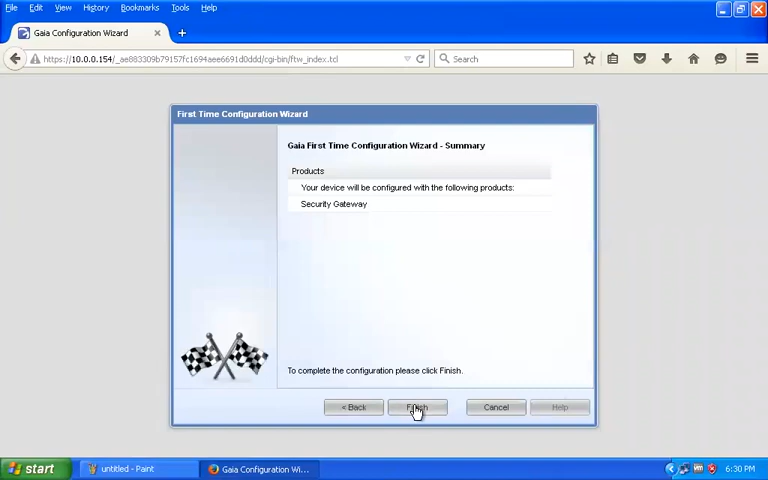 File Edit View History Bookmarks Tools Help
Gaia Configuration Wizard
https://10.0.0.154/_ae883309b79157fc1694aee6691d0ddd/cgi-bin/ftw_index.tcl
Search
First Time Configuration Wizard
Gaia First Time Configuration Wizard - Summary
Products
Your device will be configured with the following products:
Security Gateway
To complete the configuration please click Finish.
< Back Finish Cancel Help
start untitled - Paint Gaia Configuration Wi... 6:30 PM